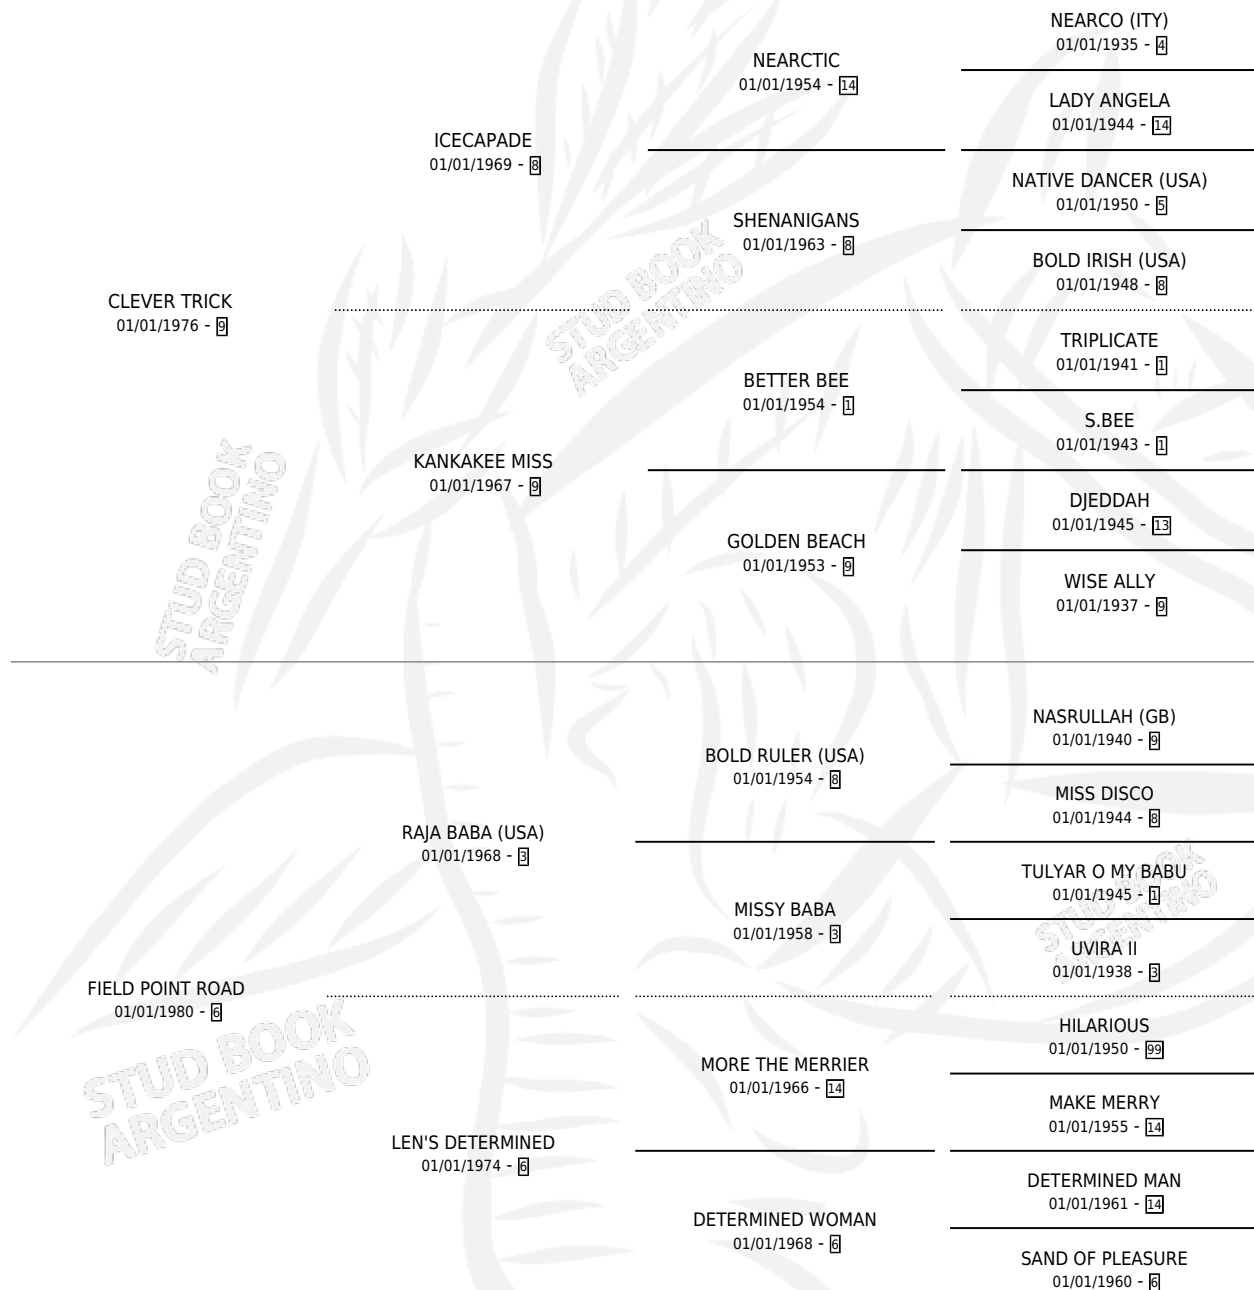 NEARCO (ITY)
01/01/1935 - 4
NEARCTIC
01/01/1954 - 14
LADY ANGELA
01/01/1944 - 14
ICECAPADE
01/01/1969 - 8
NATIVE DANCER (USA)
01/01/1950 - 5
SHENANIGANS
01/01/1963 - 8
BOLD IRISH (USA)
01/01/1948 - 8
CLEVER TRICK
01/01/1976 - 9
STUD BOOK
ARGENTINO
TRIPLICATE
01/01/1941 - 1
BETTER BEE
01/01/1954 - 1
S.BEE
01/01/1943 - 1
KANKAKEE MISS
01/01/1967 - 9
DJEDDAH
01/01/1945 - 13
GOLDEN BEACH
01/01/1953 - 9
WISE ALLY
01/01/1937 - 9
STUD BOOK
ARGENTINO
NASRULLAH (GB)
01/01/1940 - 9
BOLD RULER (USA)
01/01/1954 - 8
MISS DISCO
01/01/1944 - 8
RAJA BABA (USA)
01/01/1968 - 3
TULYAR O MY BABU
01/01/1945 - 1
STUD BOOK
ARGENTINO
MISSY BABA
01/01/1958 - 3
UVIRA II
01/01/1938 - 3
FIELD POINT ROAD
01/01/1980 - 6
STUD BOOK
ARGENTINO
HILARIOUS
01/01/1950 - 99
MORE THE MERRIER
01/01/1966 - 14
MAKE MERRY
01/01/1955 - 14
LEN'S DETERMINED
01/01/1974 - 6
DETERMINED MAN
01/01/1961 - 14
DETERMINED WOMAN
01/01/1968 - 6
SAND OF PLEASURE
01/01/1960 - 6